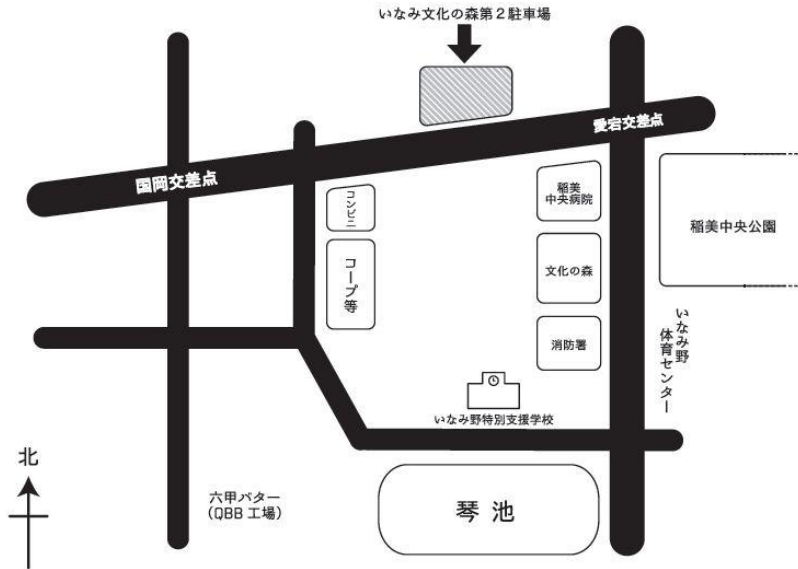 いなみ文化の森第２駐車場
愛宕交差点
国岡交差点
コンビニ
稲美
中央病院
稲美中央公園
コープ等
文化の森
いなみ野
体育センター
消防署
いなみ野特別支援学校
北
六甲バター
（QBB 工場）
琴池